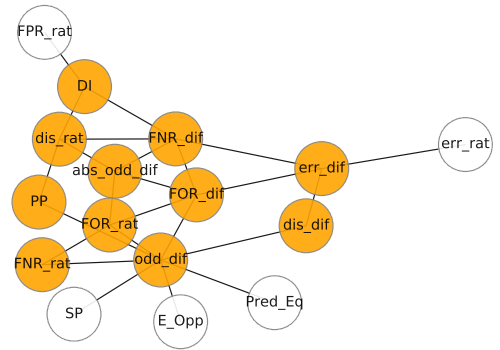 FPR_rat
DI
dis_rat
FNR_dif
err_rat
abs_odd_dif
err_dif
PP
FOR_dif
FOR_rat
dis_dif
FNR_rat
odd_dif
SP
E_Opp
Pred_Eq